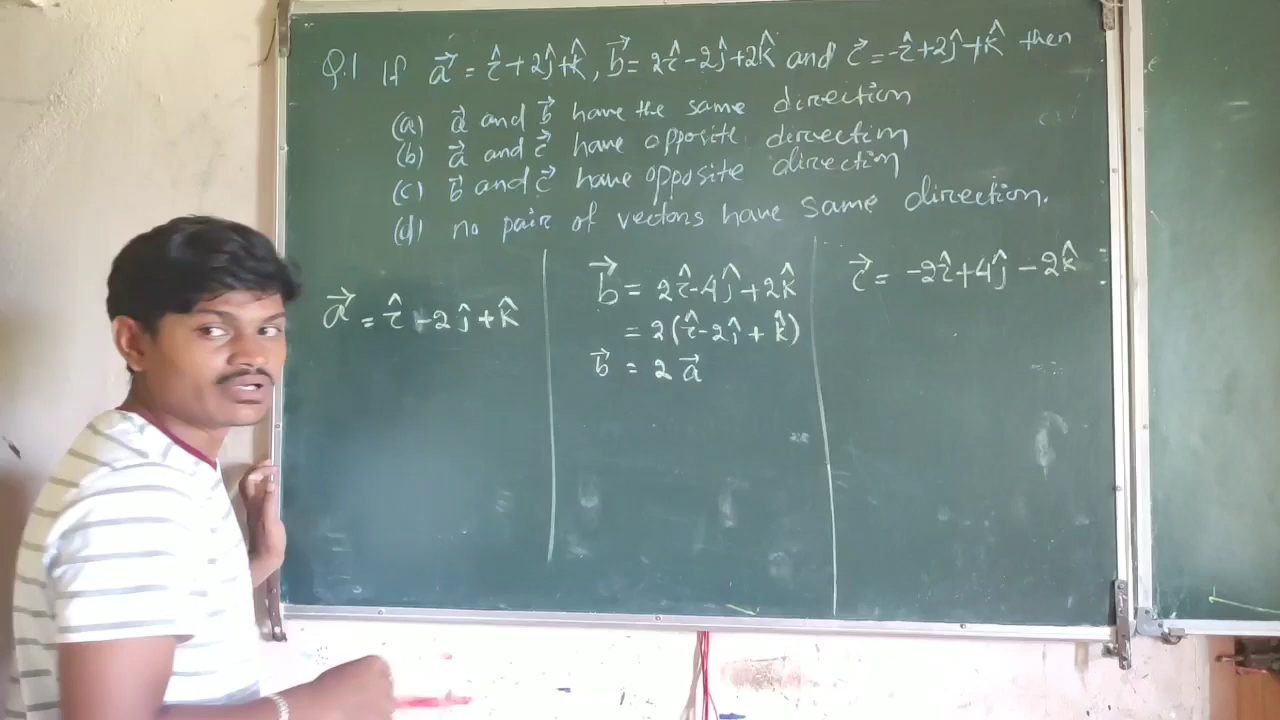 Q.1 If a⃗ = î + 2ĵ + k̂, b⃗ = 2î - 2ĵ + 2k̂ and c⃗ = -î + 2ĵ + k̂ then
(a) a⃗ and b⃗ have the same direction
(b) a⃗ and c⃗ have opposite direction
(c) b⃗ and c⃗ have opposite direction
(d) no pair of vectors have same direction.
a⃗ = î - 2ĵ + k̂
b⃗ = 2î - 4ĵ + 2k̂
= 2(î - 2ĵ + k̂)
b⃗ = 2 a⃗
c⃗ = -2î + 4ĵ - 2k̂